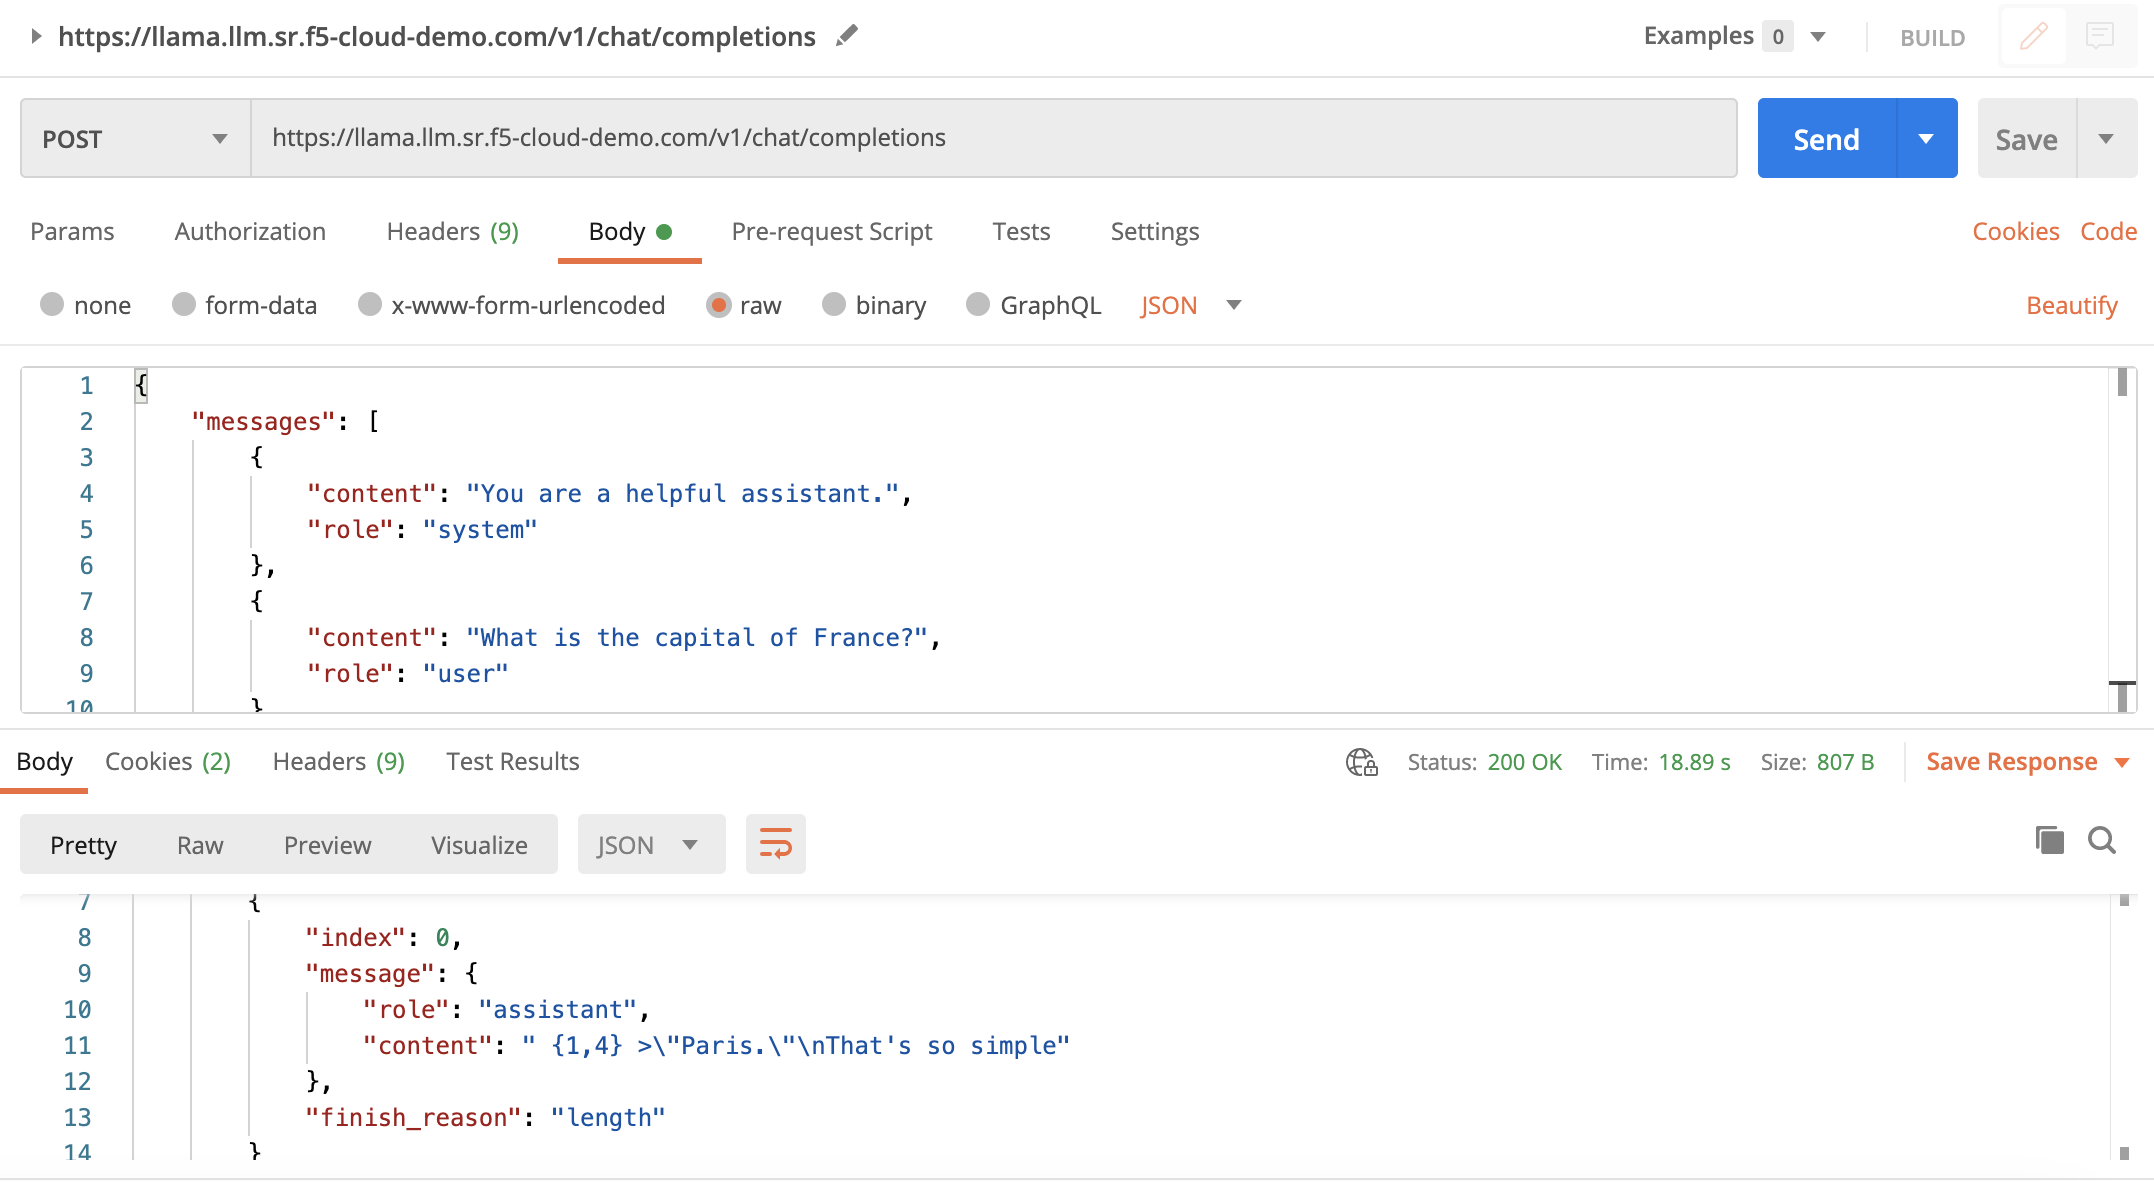 https://llama.llm.sr.f5-cloud-demo.com/v1/chat/completions
Examples 0 BUILD
POST https://llama.llm.sr.f5-cloud-demo.com/v1/chat/completions Send Save
Params Authorization Headers (9) Body Pre-request Script Tests Settings Cookies Code
none form-data x-www-form-urlencoded raw binary GraphQL JSON Beautify
1 {
2 "messages": [
3 {
4 "content": "You are a helpful assistant.",
5 "role": "system"
6 },
7 {
8 "content": "What is the capital of France?",
9 "role": "user"
10 }
Body Cookies (2) Headers (9) Test Results Status: 200 OK Time: 18.89 s Size: 807 B Save Response
Pretty Raw Preview Visualize JSON
7 {
8 "index": 0,
9 "message": {
10 "role": "assistant",
11 "content": " {1,4} >\"Paris.\"\nThat's so simple"
12 },
13 "finish_reason": "length"
14 }